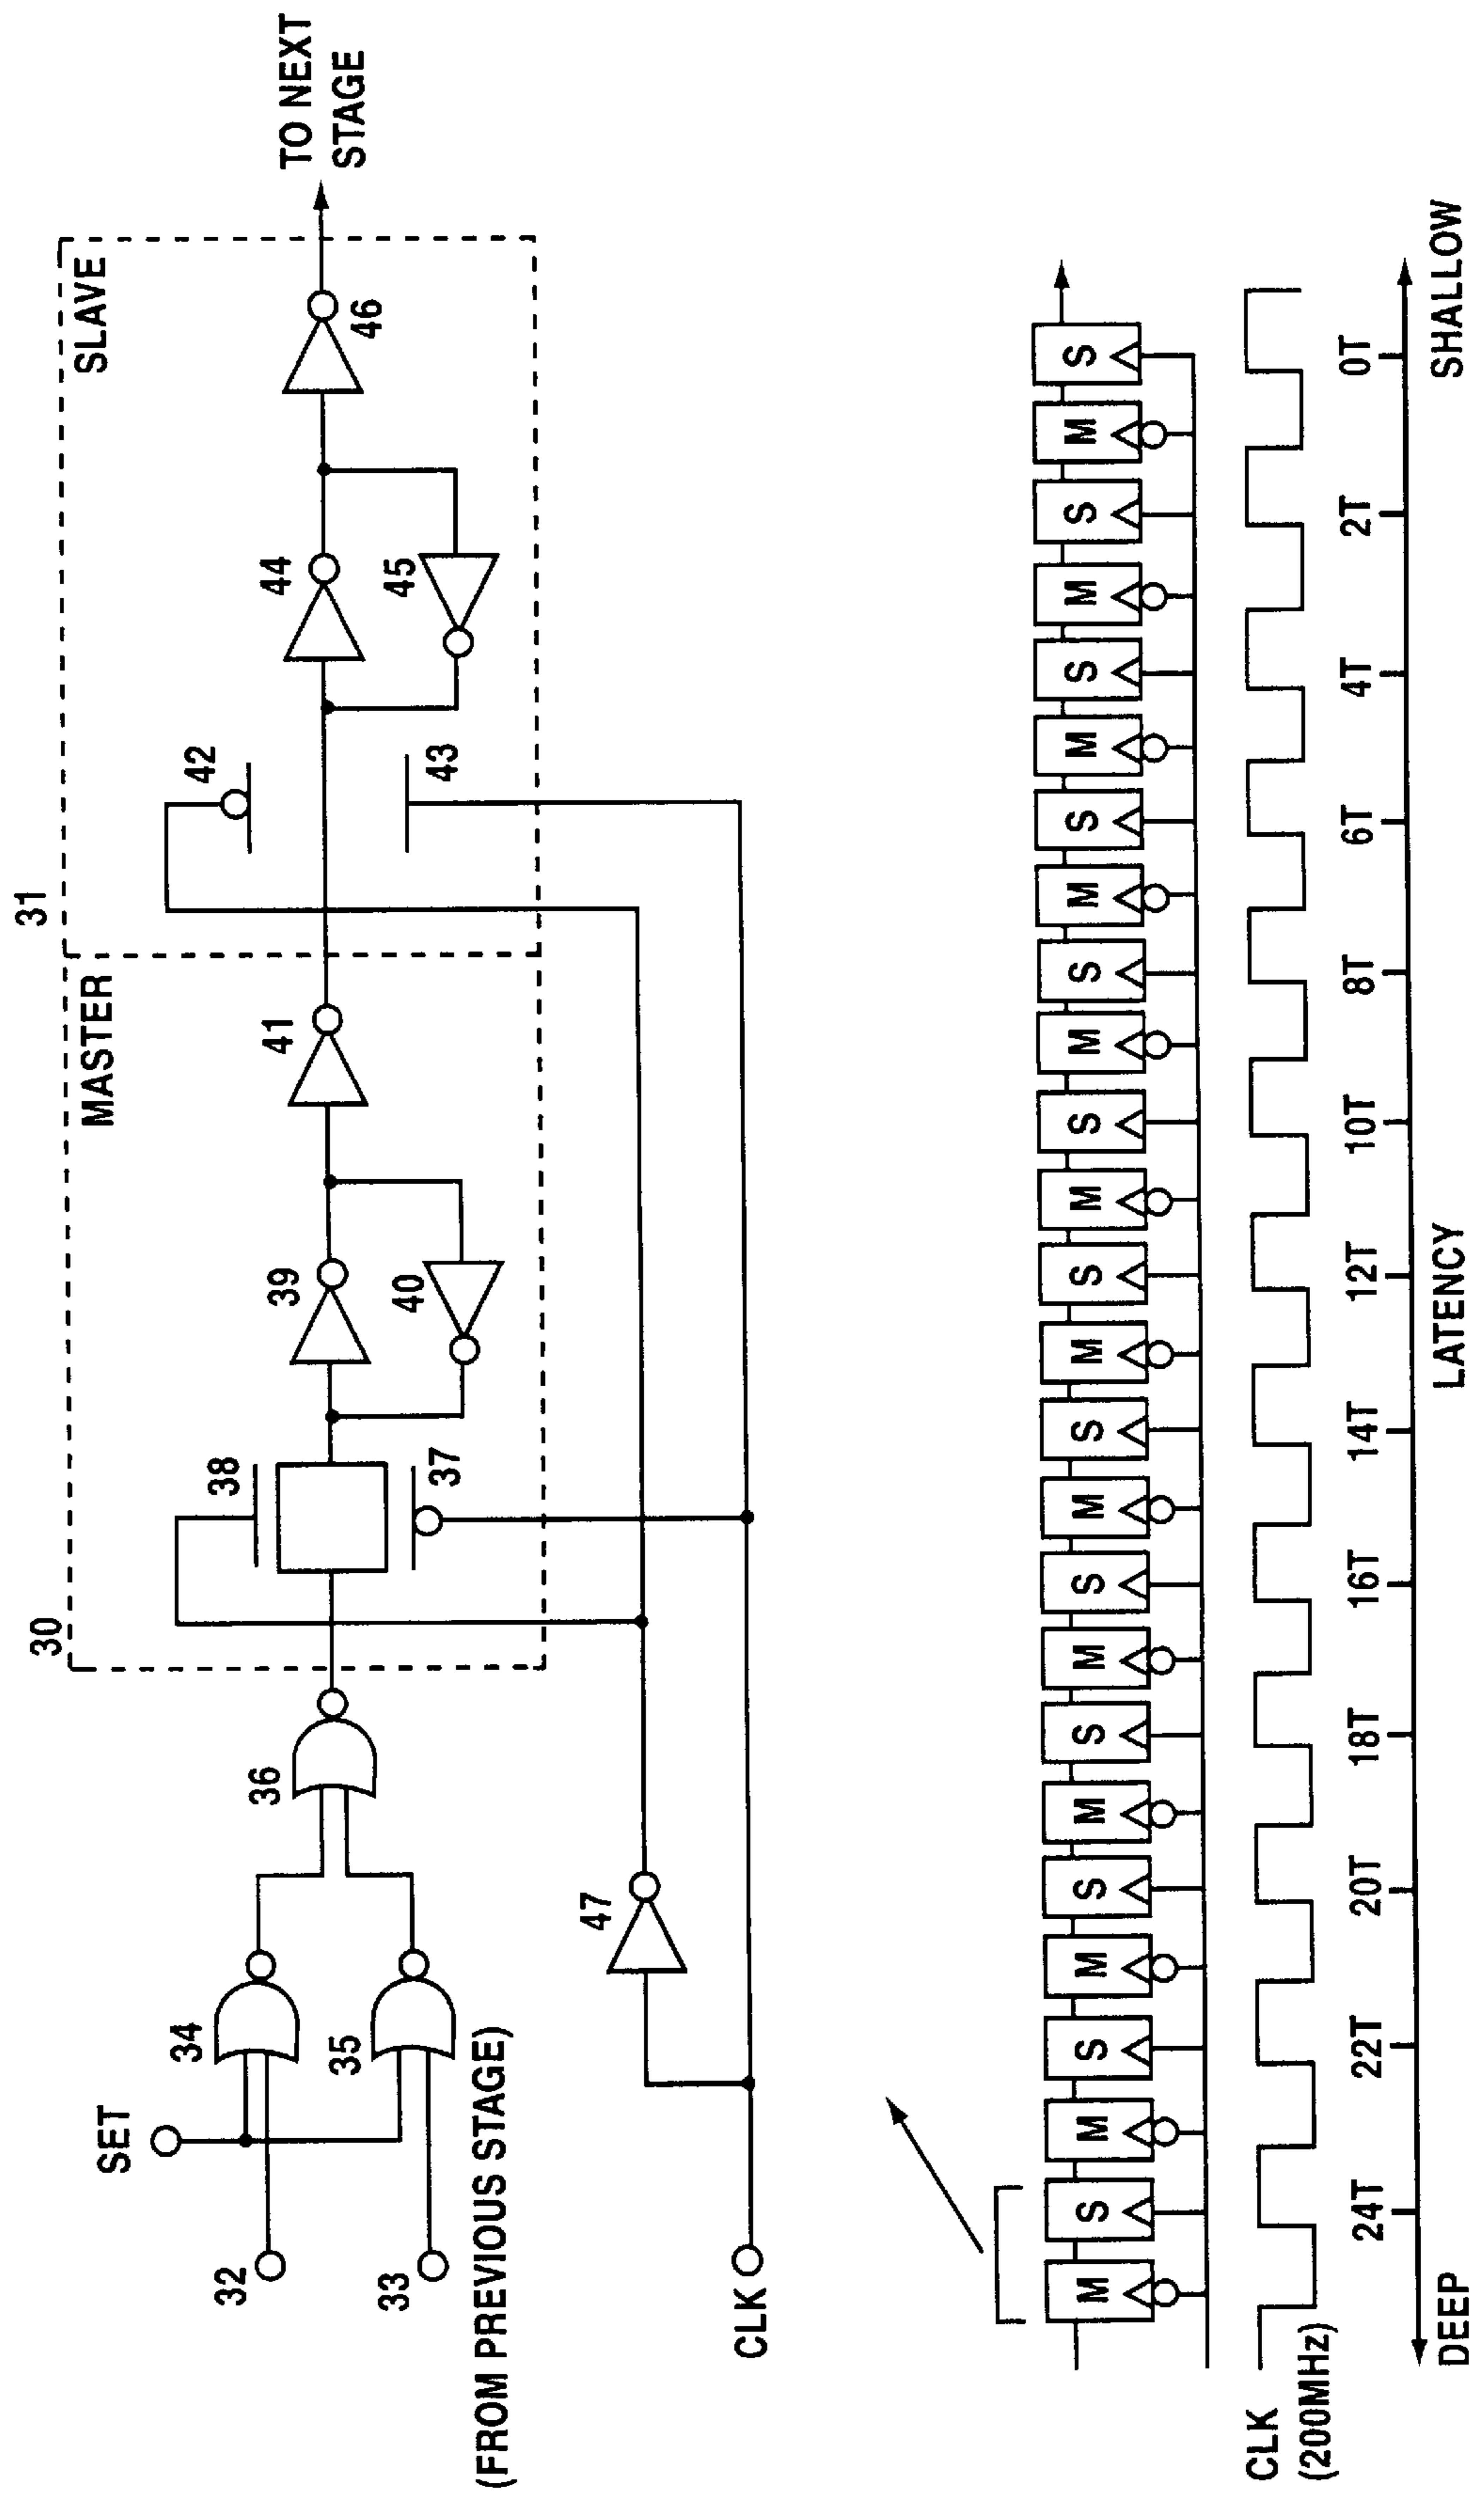 30
MASTER
31
SLAVE
SET
32
33
(FROM PREVIOUS STAGE)
34
35
36
38
37
39
40
41
42
43
44
45
46
TO NEXT
STAGE
47
CLK
M S M S M S M S M S M S M S M S M S M S M S M S M S
CLK
(200MHz)
24T 22T 20T 18T 16T 14T 12T 10T 8T 6T 4T 2T 0T
DEEP LATENCY SHALLOW